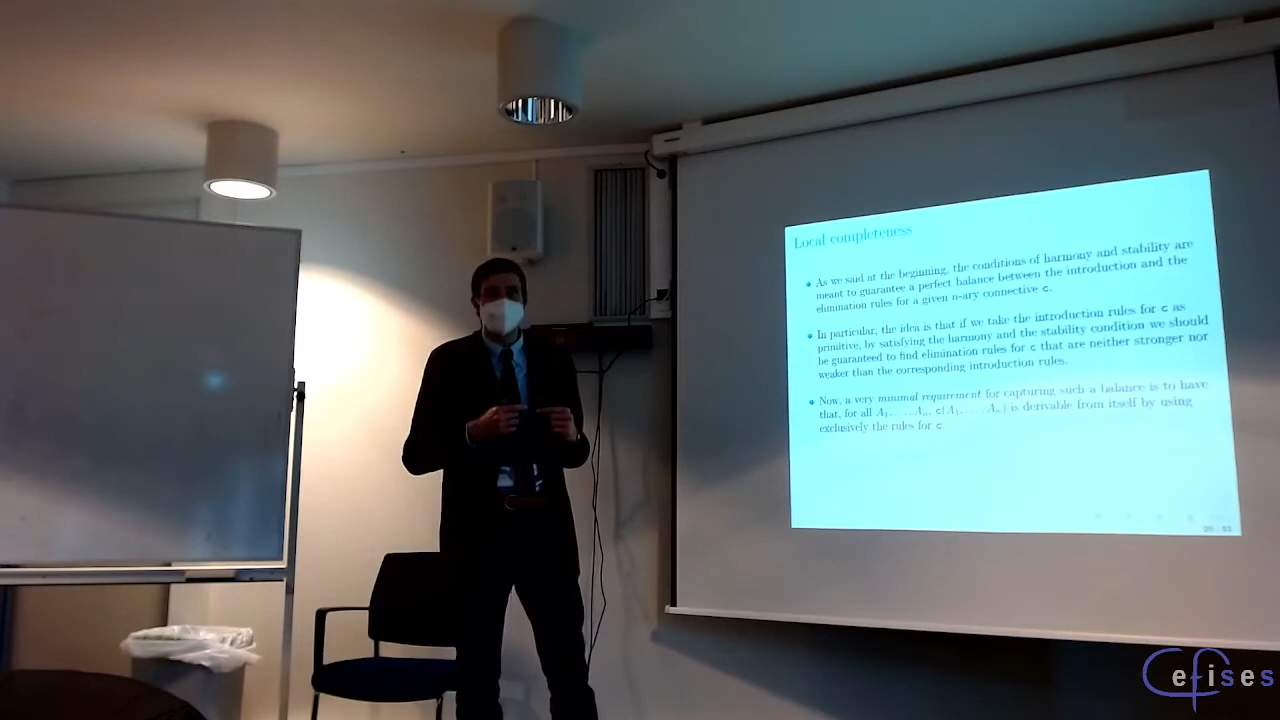 Local completeness
As we said at the beginning, the conditions of harmony and stability are
meant to guarantee a perfect balance between the introduction and the
elimination rules for a given n-ary connective c.
In particular, the idea is that if we take the introduction rules for c as
primitive, by satisfying the harmony and the stability condition we should
be guaranteed to find elimination rules for c that are neither stronger nor
weaker than the corresponding introduction rules.
Now, a very minimal requirement for capturing such a balance is to have
that, for all A₁, . . . , Aₙ, c(A₁, . . . , Aₙ) is derivable from itself by using
exclusively the rules for c.
Cefises